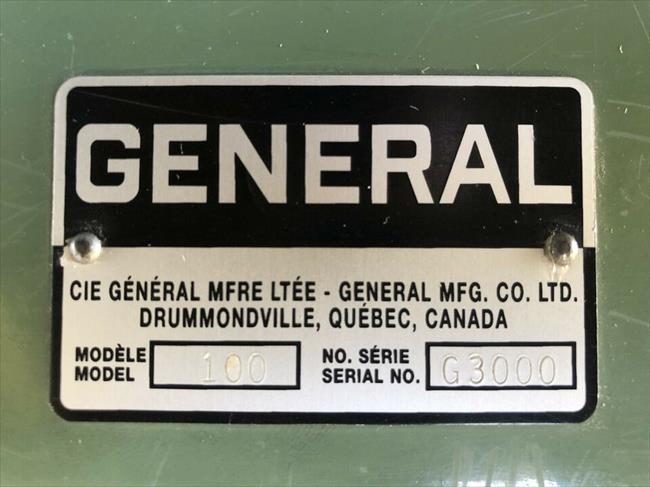 GENERAL
CIE GÉNÉRAL MFRE LTÉE - GENERAL MFG. CO. LTD.
DRUMMONDVILLE, QUÉBEC, CANADA
MODÈLE
MODEL
100
NO. SÉRIE
SERIAL NO.
G3000